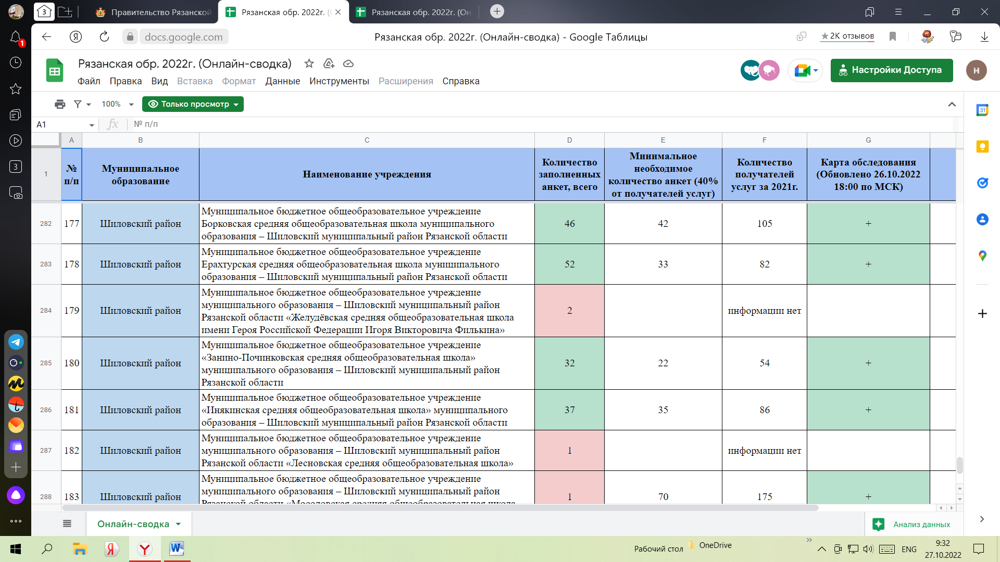 3
Правительство Рязанской
Рязанская обр. 2022г. (
Рязанская обр. 2022г. (Он
1
docs.google.com
Рязанская обр. 2022г. (Онлайн-сводка) - Google Таблицы
2K отзывов
Рязанская обр. 2022г. (Онлайн-сводка)
Файл Правка Вид Вставка Формат Данные Инструменты Расширения Справка
Настройки Доступа
Н
100%
Только просмотр
31
A1
fx
№ п/п
3
A B C D E F G
1
№ п/п
Муниципальное образование
Наименование учреждения
Количество заполненных анкет, всего
Минимальное необходимое количество анкет (40% от получателей услуг)
Количество получателей услуг за 2021г.
Карта обследования (Обновлено 26.10.2022 18:00 по МСК)
282 177 Шиловский район
Муниципальное бюджетное общеобразовательное учреждение
Борковская средняя общеобразовательная школа муниципального
образования – Шиловский муниципальный район Рязанской области
46 42 105 +
283 178 Шиловский район
Муниципальное бюджетное общеобразовательное учреждение
Ерахтурская средняя общеобразовательная школа муниципального
образования – Шиловский муниципальный район Рязанской области
52 33 82 +
284 179 Шиловский район
Муниципальное бюджетное общеобразовательное учреждение
муниципального образования – Шиловский муниципальный район
Рязанской области «Желудёвская средняя общеобразовательная школа
имени Героя Российской Федерации Игоря Викторовича Филькина»
2 информации нет
285 180 Шиловский район
Муниципальное бюджетное общеобразовательное учреждение
«Занино-Починковская средняя общеобразовательная школа»
муниципального образования – Шиловский муниципальный район
Рязанской области
32 22 54 +
286 181 Шиловский район
Муниципальное бюджетное общеобразовательное учреждение
«Инякинская средняя общеобразовательная школа» муниципального
образования – Шиловский муниципальный район Рязанской области
37 35 86 +
287 182 Шиловский район
Муниципальное бюджетное общеобразовательное учреждение
муниципального образования – Шиловский муниципальный район
Рязанской области «Лесновская средняя общеобразовательная школа»
1 информации нет
288 183 Шиловский район
Муниципальное бюджетное общеобразовательное учреждение
муниципального образования – Шиловский муниципальный район
Рязанской области «Мосоловская средняя общеобразовательная школа
1 70 175 +
Онлайн-сводка
Анализ данных
Рабочий стол
OneDrive
ENG
9:32
27.10.2022